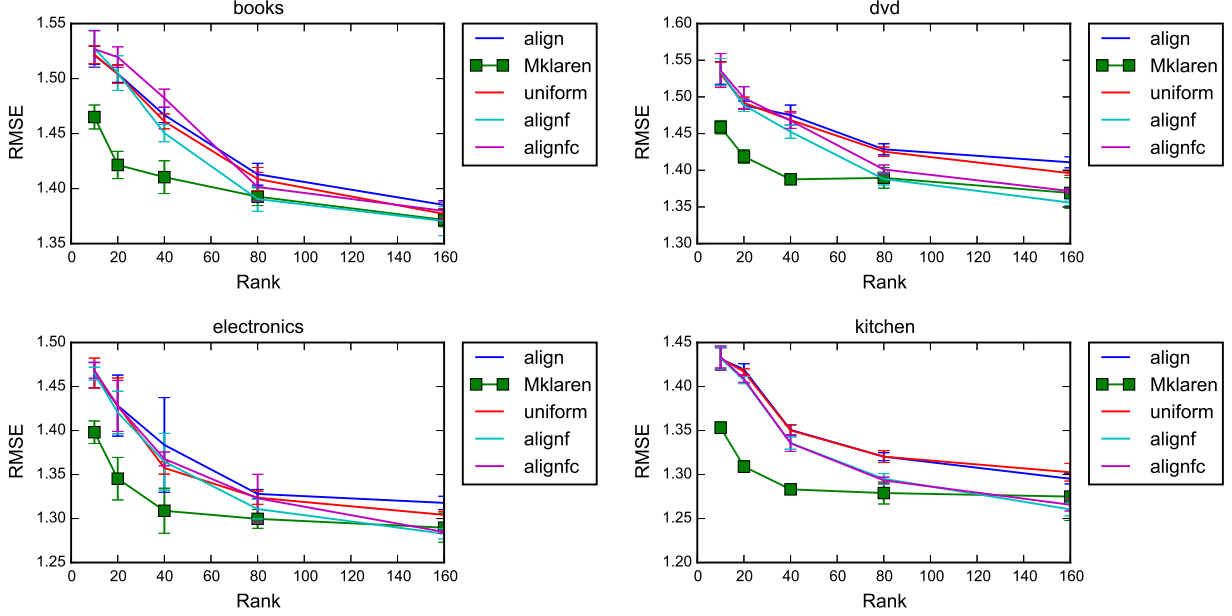 books
1.55
1.50
1.45
1.40
1.35
RMSE
0 20 40 60 80 100 120 140 160
Rank
align
Mklaren
uniform
alignf
alignfc
dvd
1.60
1.55
1.50
1.45
1.40
1.35
1.30
RMSE
0 20 40 60 80 100 120 140 160
Rank
align
Mklaren
uniform
alignf
alignfc
electronics
1.50
1.45
1.40
1.35
1.30
1.25
RMSE
0 20 40 60 80 100 120 140 160
Rank
align
Mklaren
uniform
alignf
alignfc
kitchen
1.45
1.40
1.35
1.30
1.25
1.20
RMSE
0 20 40 60 80 100 120 140 160
Rank
align
Mklaren
uniform
alignf
alignfc